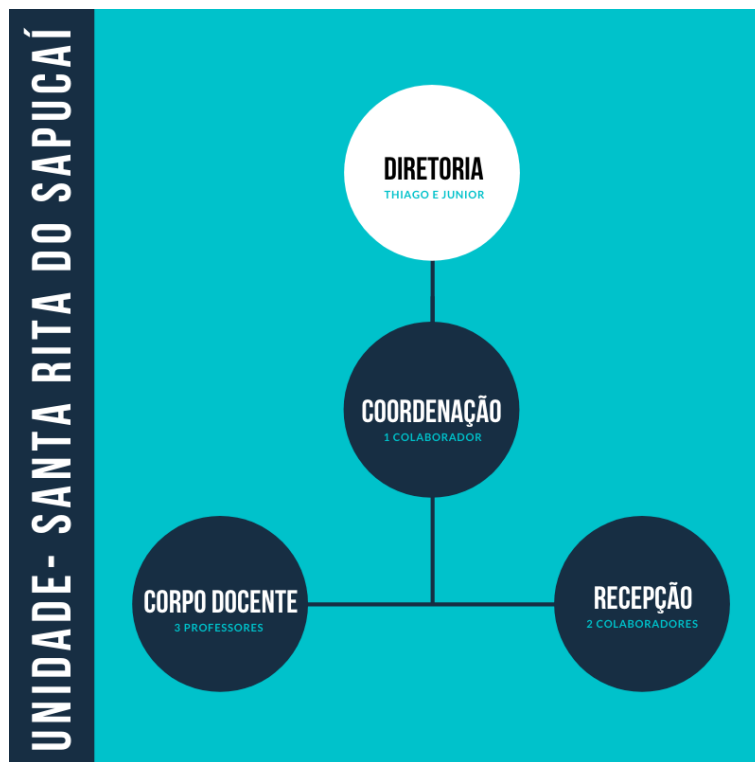 UNIDADE- SANTA RITA DO SAPUCAÍ
DIRETORIA
THIAGO E JUNIOR
COORDENAÇÃO
1 COLABORADOR
CORPO DOCENTE
3 PROFESSORES
RECEPÇÃO
2 COLABORADORES